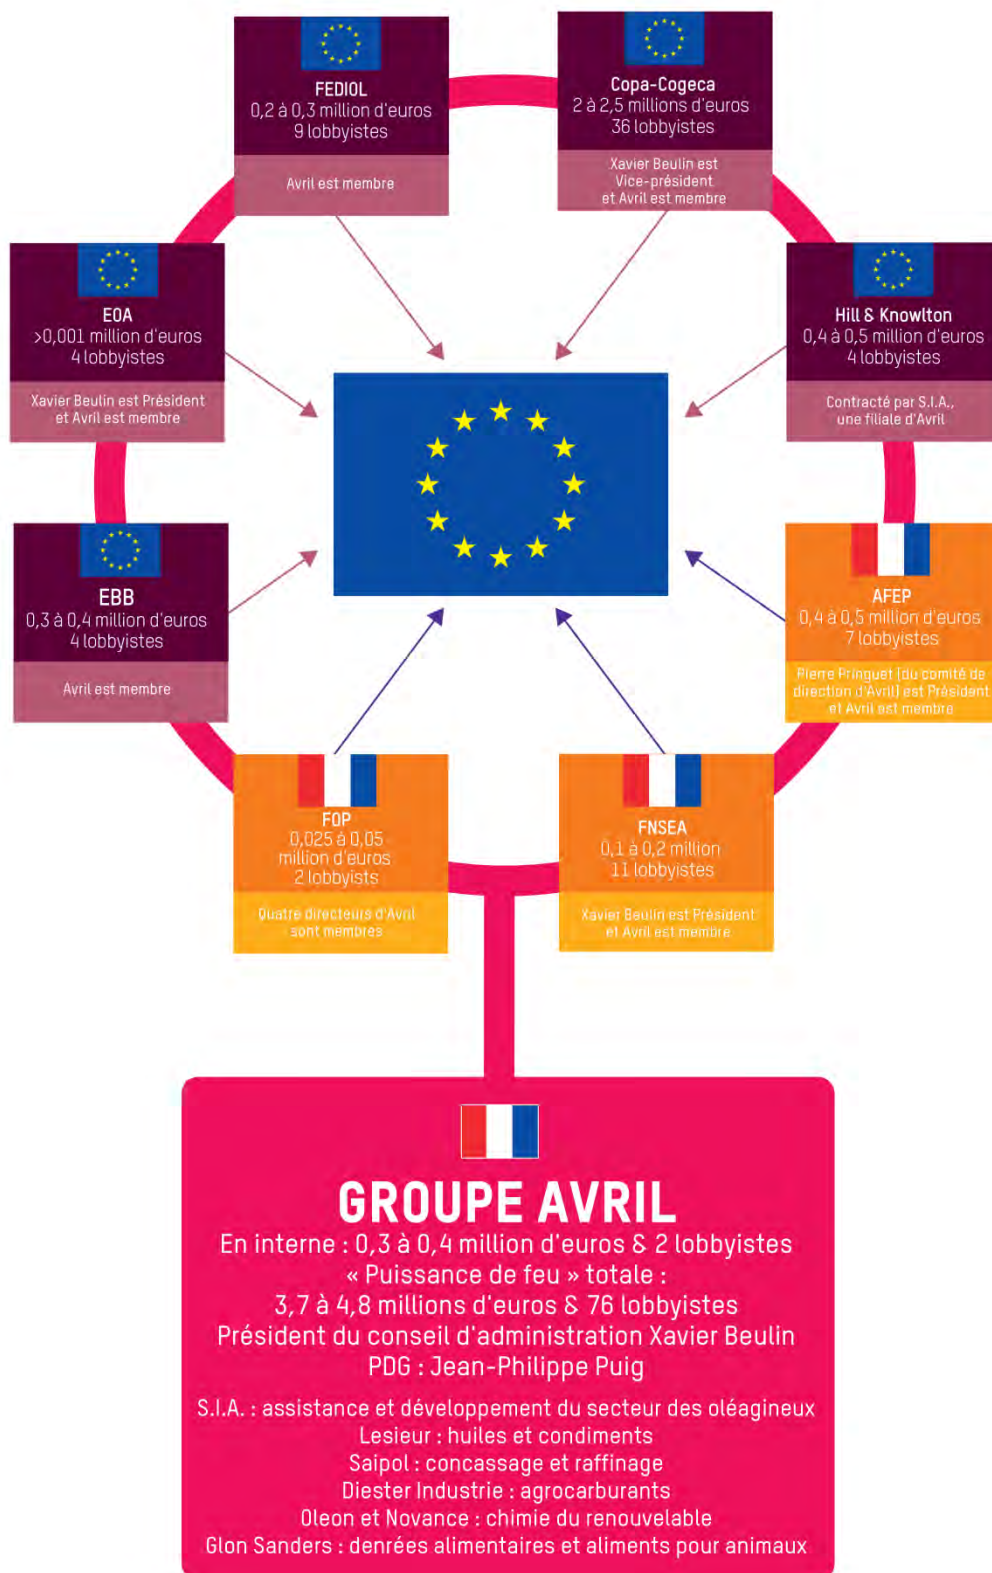 FEDIOL
0,2 à 0,3 million d'euros
9 lobbyistes
Avril est membre
Copa-Cogeca
2 à 2,5 millions d'euros
36 lobbyistes
Xavier Beulin est
Vice-président
et Avril est membre
EOA
>0,001 million d'euros
4 lobbyistes
Xavier Beulin est Président
et Avril est membre
Hill & Knowlton
0,4 à 0,5 million d'euros
4 lobbyistes
Contracté par S.I.A.,
une filiale d'Avril
EBB
0,3 à 0,4 million d'euros
4 lobbyistes
Avril est membre
AFEP
0,4 à 0,5 million d'euros
7 lobbyistes
Pierre Pringuet (du comité de
direction d'Avril) est Président
et Avril est membre
FOP
0,025 à 0,05
million d'euros
2 lobbyists
Quatre directeurs d'Avril
sont membres
FNSEA
0,1 à 0,2 million
11 lobbyistes
Xavier Beulin est Président
et Avril est membre
GROUPE AVRIL
En interne : 0,3 à 0,4 million d'euros & 2 lobbyistes
« Puissance de feu » totale :
3,7 à 4,8 millions d'euros & 76 lobbyistes
Président du conseil d'administration Xavier Beulin
PDG : Jean-Philippe Puig
S.I.A. : assistance et développement du secteur des oléagineux
Lesieur : huiles et condiments
Saipol : concassage et raffinage
Diester Industrie : agrocarburants
Oleon et Novance : chimie du renouvelable
Glon Sanders : denrées alimentaires et aliments pour animaux